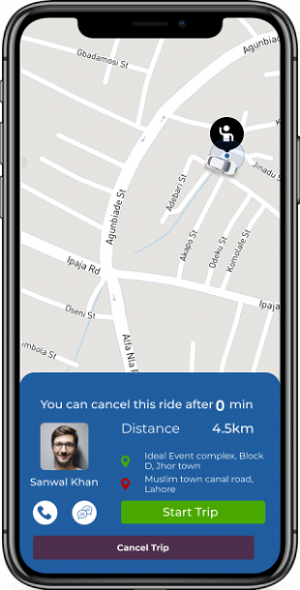 Gbadamosi St
Agunbiade
Jinadu S
Adebari St
Agunbiade St
Akapo St
Odeku St
Komolafe St
Ipaja Rd
Ipaja
Oseni St
mbola St
Alfa Nla R
You can cancel this ride after 0 min
Distance 4.5km
Ideal Event complex, Block
D, Jhor town
Sanwal Khan
Muslim town canal road,
Lahore
Start Trip
Cancel Trip